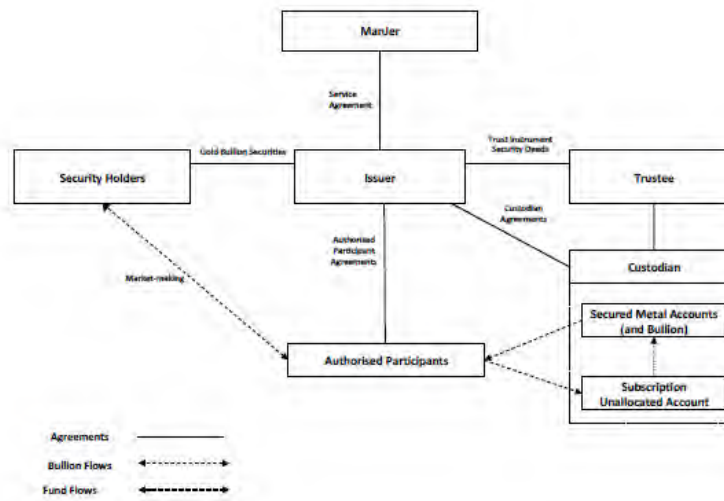 ManJer
Service
Agreement
Gold Bullion Securities
Trust Instrument
Security Deeds
Security Holders
Issuer
Trustee
Custodian
Agreements
Authorised
Participant
Agreements
Custodian
Market-making
Secured Metal Accounts
(and Bullion)
Authorised Participants
Subscription
Unallocated Account
Agreements
Bullion Flows
Fund Flows